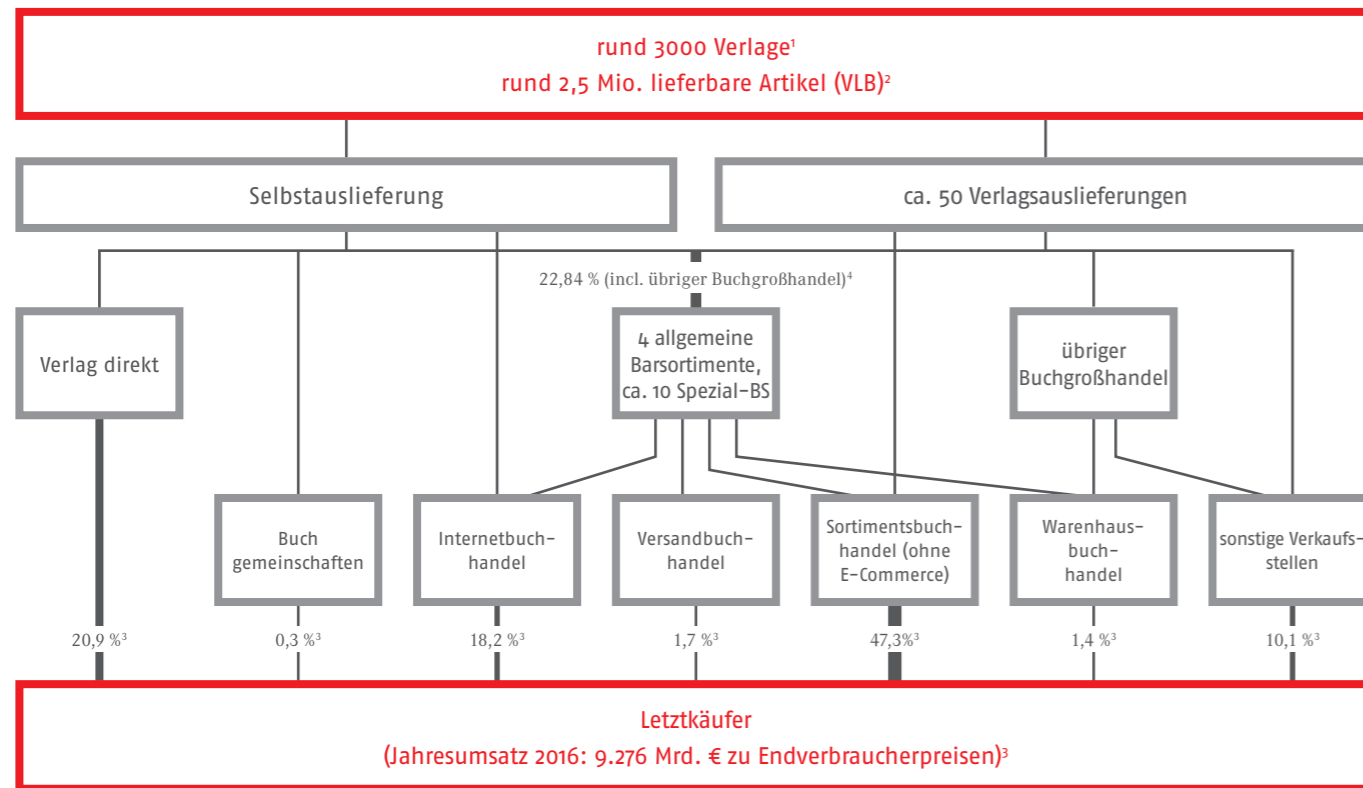 rund 3000 Verlage¹
rund 2,5 Mio. lieferbare Artikel (VLB)²
Selbstauslieferung
ca. 50 Verlagsauslieferungen
22,84 % (incl. übriger Buchgroßhandel)⁴
Verlag direkt
4 allgemeine
Barsortimente,
ca. 10 Spezial-BS
übriger
Buchgroßhandel
Buch
gemeinschaften
Internetbuch-
handel
Versandbuch-
handel
Sortimentsbuch-
handel (ohne
E-Commerce)
Warenhaus-
buch-
handel
sonstige Verkaufs-
stellen
20,9 %³
0,3 %³
18,2 %³
1,7 %³
47,3%³
1,4 %³
10,1 %³
Letztkäufer
(Jahresumsatz 2016: 9.276 Mrd. € zu Endverbraucherpreisen)³